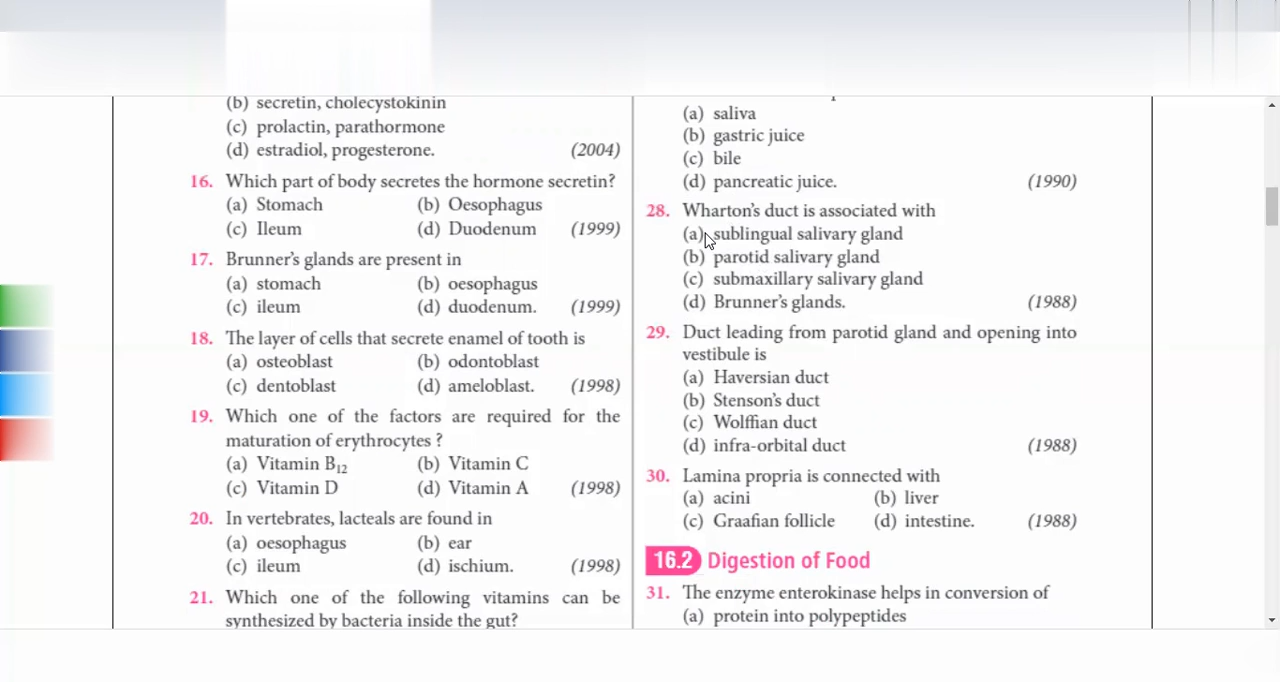 (b) secretin, cholecystokinin
(c) prolactin, parathormone
(d) estradiol, progesterone. (2004)
16. Which part of body secretes the hormone secretin?
(a) Stomach (b) Oesophagus
(c) Ileum (d) Duodenum (1999)
17. Brunner's glands are present in
(a) stomach (b) oesophagus
(c) ileum (d) duodenum. (1999)
18. The layer of cells that secrete enamel of tooth is
(a) osteoblast (b) odontoblast
(c) dentoblast (d) ameloblast. (1998)
19. Which one of the factors are required for the
maturation of erythrocytes ?
(a) Vitamin B12 (b) Vitamin C
(c) Vitamin D (d) Vitamin A (1998)
20. In vertebrates, lacteals are found in
(a) oesophagus (b) ear
(c) ileum (d) ischium. (1998)
21. Which one of the following vitamins can be
synthesized by bacteria inside the gut?
(a) saliva
(b) gastric juice
(c) bile
(d) pancreatic juice. (1990)
28. Wharton's duct is associated with
(a) sublingual salivary gland
(b) parotid salivary gland
(c) submaxillary salivary gland
(d) Brunner's glands. (1988)
29. Duct leading from parotid gland and opening into
vestibule is
(a) Haversian duct
(b) Stenson's duct
(c) Wolffian duct
(d) infra-orbital duct (1988)
30. Lamina propria is connected with
(a) acini (b) liver
(c) Graafian follicle (d) intestine. (1988)
16.2 Digestion of Food
31. The enzyme enterokinase helps in conversion of
(a) protein into polypeptides